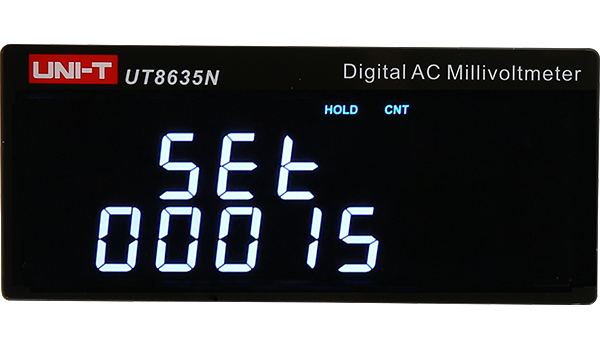 UNI-T UT8635N Digital AC Millivoltmeter
HOLD CNT
SEt
00015